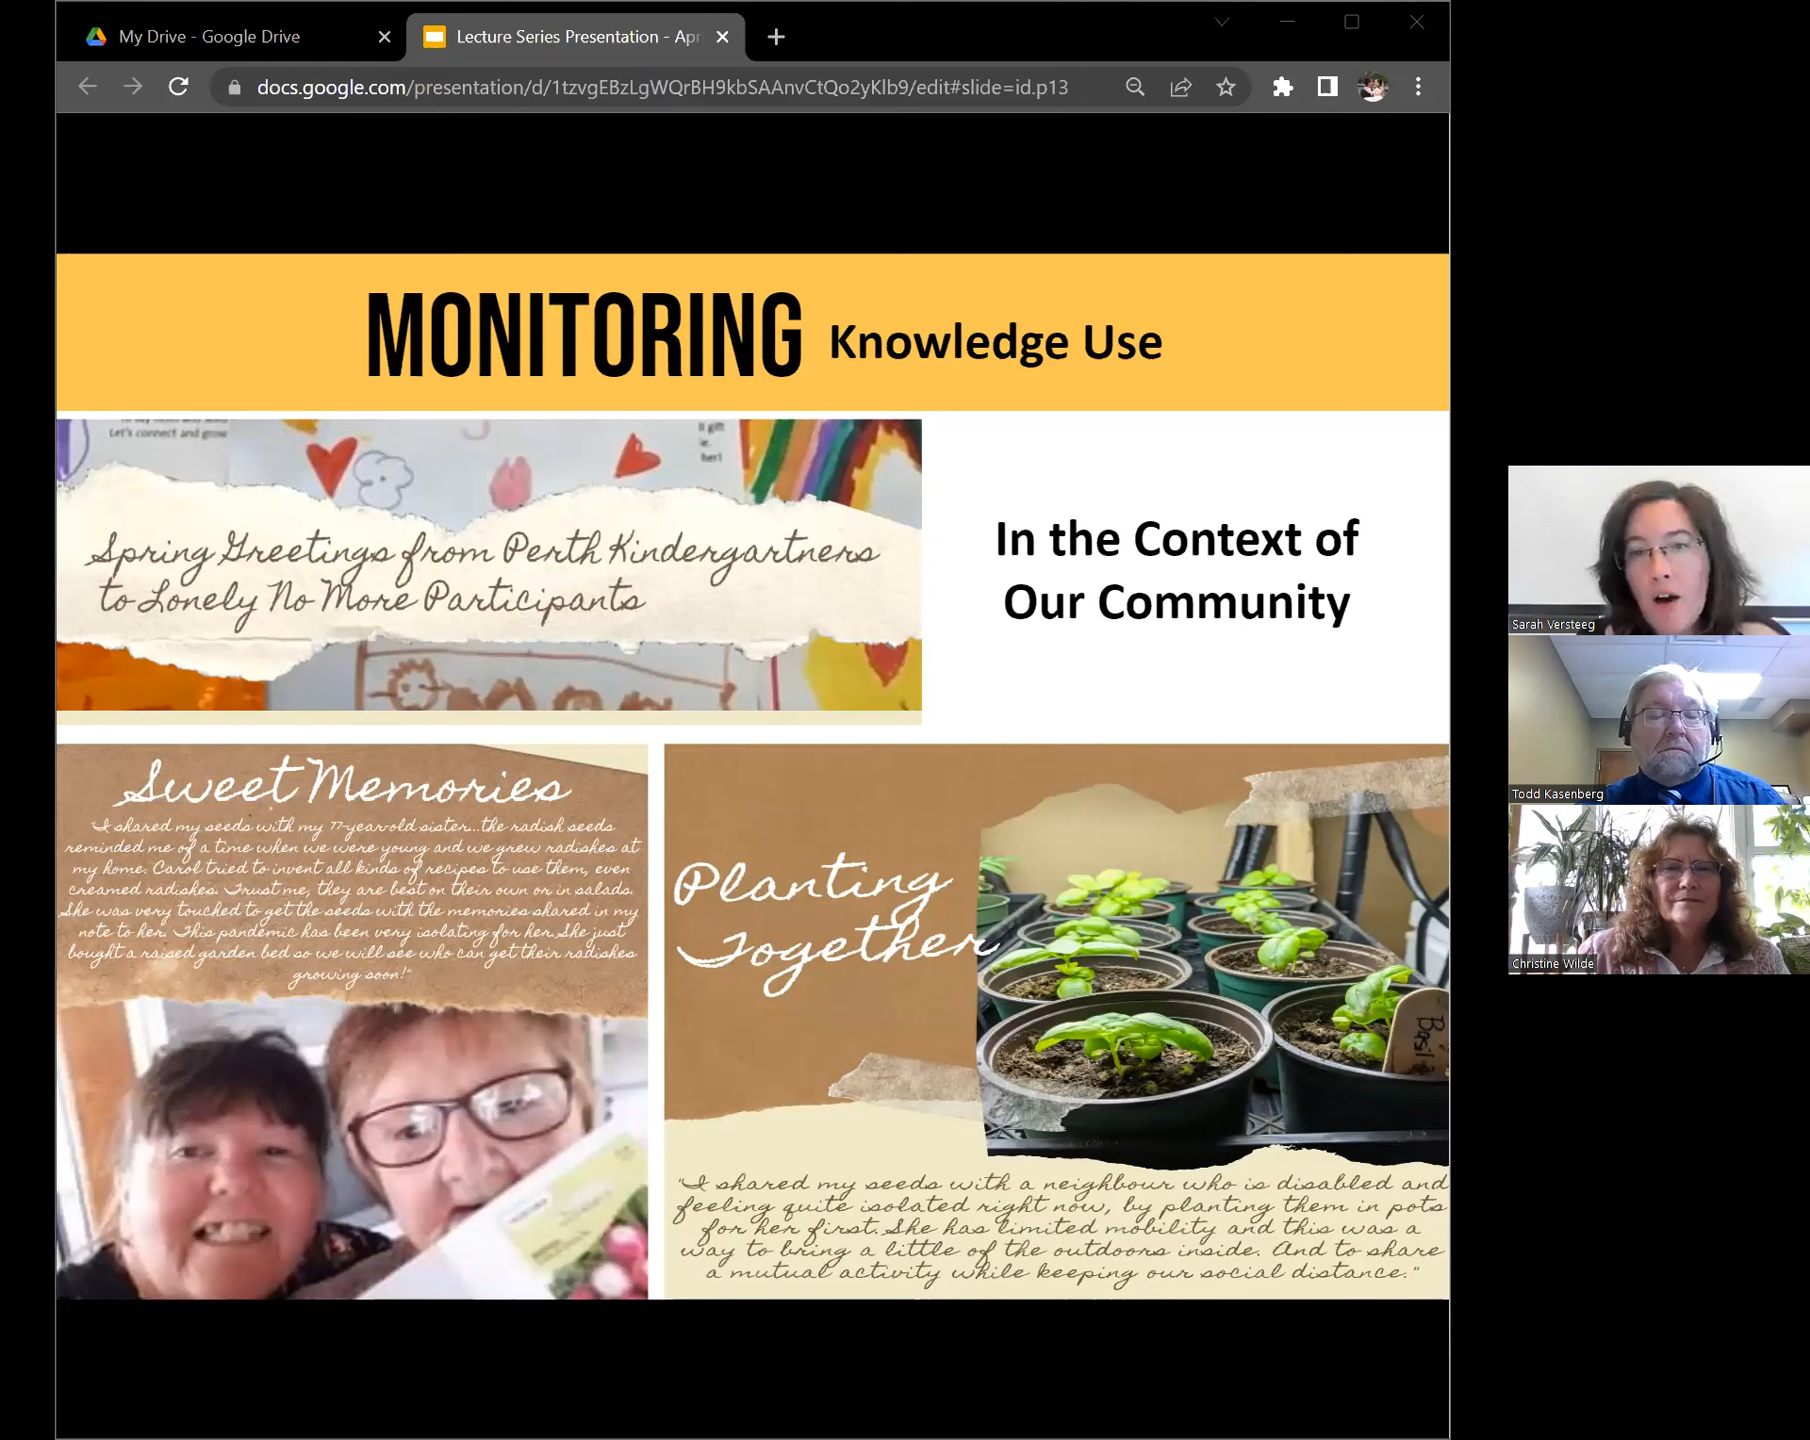 My Drive - Google Drive
Lecture Series Presentation - Apr
docs.google.com/presentation/d/1tzvgEBzLgWQrBH9kbSAAnvCtQo2yKlb9/edit#slide=id.p13
MONITORING Knowledge Use
Let's connect and grow
Spring Greetings from Perth Kindergartners
to Lonely No More Participants
In the Context of
Our Community
Sweet Memories
"I shared my seeds with my 77-year-old sister...the radish seeds
reminded me of a time when we were young and we grew radishes at
my home. Carol tried to invent all kinds of recipes to use them, even
creamed radishes. Trust me, they are best on their own or in salads.
She was very touched to get the seeds with the memories shared in my
note to her. This pandemic has been very isolating for her. She just
bought a raised garden bed so we will see who can get their radishes
growing soon!"
Planting
Together
Basil
"I shared my seeds with a neighbour who is disabled and
feeling quite isolated right now, by planting them in pots
for her first. She has limited mobility and this was a
way to bring a little of the outdoors inside. And to share
a mutual activity while keeping our social distance."
Sarah Versteeg
Todd Kasenberg
Christine Wilde